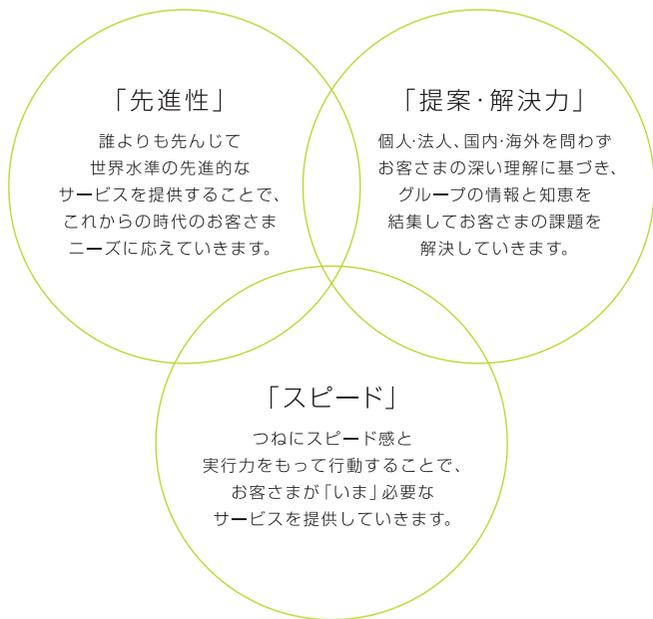 「先進性」
誰よりも先んじて
世界水準の先進的な
サービスを提供することで、
これからの時代のお客さま
ニーズに応えていきます。
「提案・解決力」
個人・法人、国内・海外を問わず
お客さまの深い理解に基づき、
グループの情報と知恵を
結集してお客さまの課題を
解決していきます。
「スピード」
つねにスピード感と
実行力をもって行動することで、
お客さまが「いま」必要な
サービスを提供していきます。